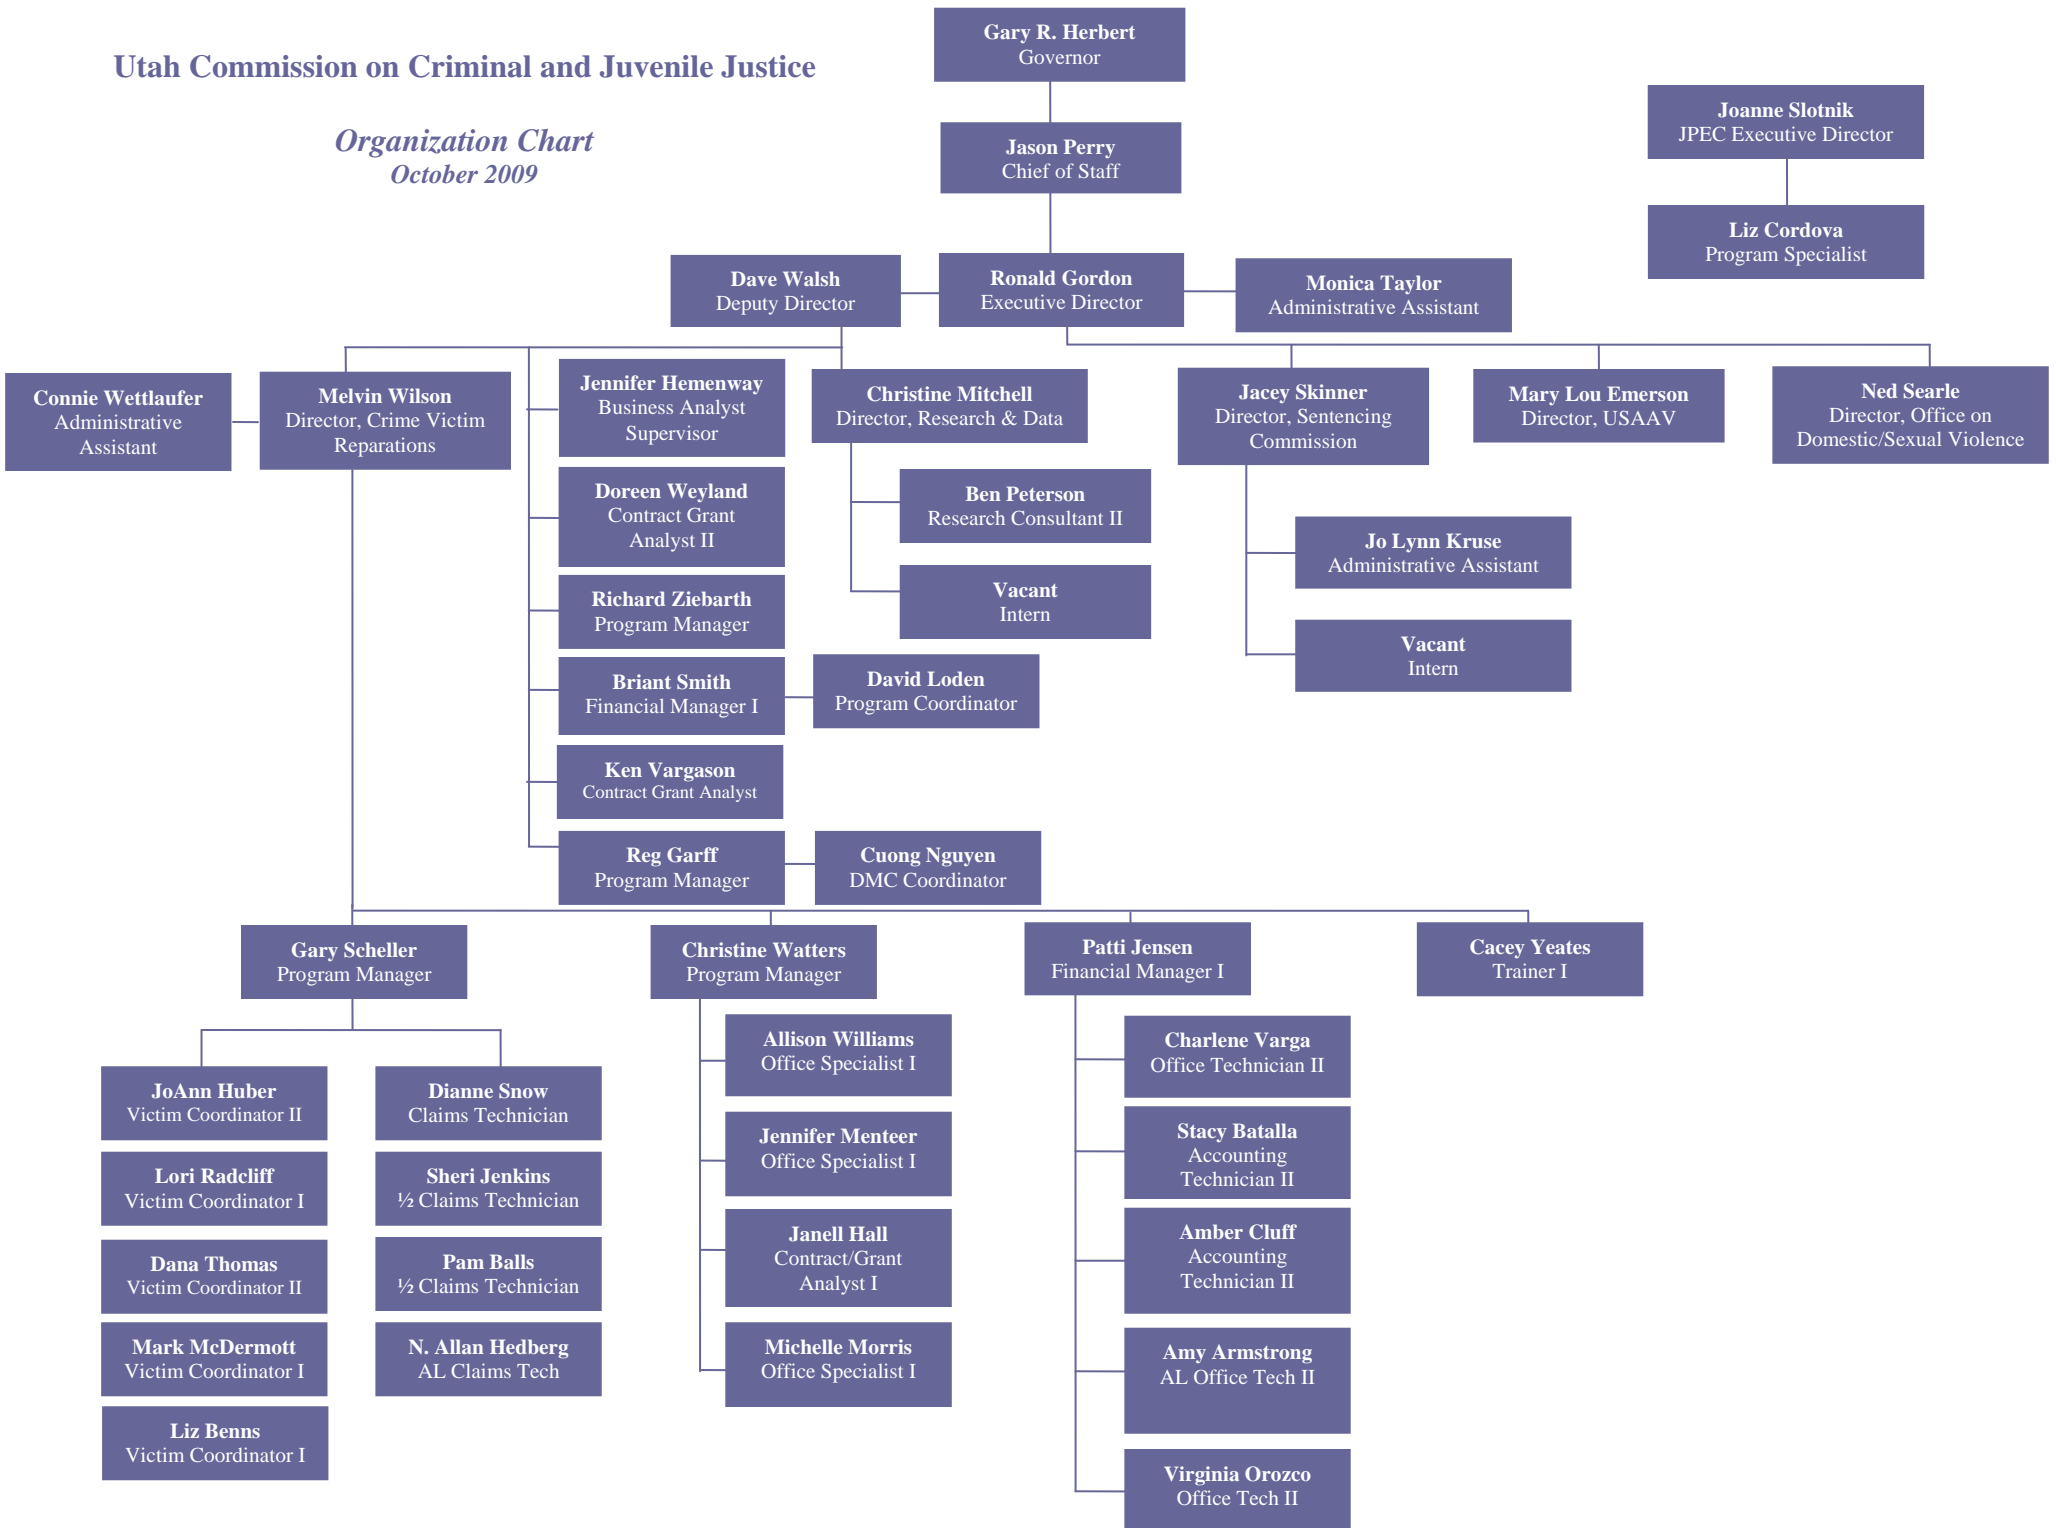 Utah Commission on Criminal and Juvenile Justice
Organization Chart
October 2009
Gary R. Herbert
Governor
Jason Perry
Chief of Staff
Joanne Slotnik
JPEC Executive Director
Liz Cordova
Program Specialist
Dave Walsh
Deputy Director
Ronald Gordon
Executive Director
Monica Taylor
Administrative Assistant
Connie Wettlaufer
Administrative
Assistant
Melvin Wilson
Director, Crime Victim
Reparations
Jennifer Hemenway
Business Analyst
Supervisor
Doreen Weyland
Contract Grant
Analyst II
Richard Ziebarth
Program Manager
Briant Smith
Financial Manager I
David Loden
Program Coordinator
Ken Vargason
Contract Grant Analyst
Reg Garff
Program Manager
Cuong Nguyen
DMC Coordinator
Christine Mitchell
Director, Research & Data
Ben Peterson
Research Consultant II
Vacant
Intern
Jacey Skinner
Director, Sentencing
Commission
Jo Lynn Kruse
Administrative Assistant
Vacant
Intern
Mary Lou Emerson
Director, USAAV
Ned Searle
Director, Office on
Domestic/Sexual Violence
Gary Scheller
Program Manager
JoAnn Huber
Victim Coordinator II
Lori Radcliff
Victim Coordinator I
Dana Thomas
Victim Coordinator II
Mark McDermott
Victim Coordinator I
Liz Benns
Victim Coordinator I
Dianne Snow
Claims Technician
Sheri Jenkins
½ Claims Technician
Pam Balls
½ Claims Technician
N. Allan Hedberg
AL Claims Tech
Christine Watters
Program Manager
Allison Williams
Office Specialist I
Jennifer Menteer
Office Specialist I
Janell Hall
Contract/Grant
Analyst I
Michelle Morris
Office Specialist I
Patti Jensen
Financial Manager I
Charlene Varga
Office Technician II
Stacy Batalla
Accounting
Technician II
Amber Cluff
Accounting
Technician II
Amy Armstrong
AL Office Tech II
Virginia Orozco
Office Tech II
Cacey Yeates
Trainer I